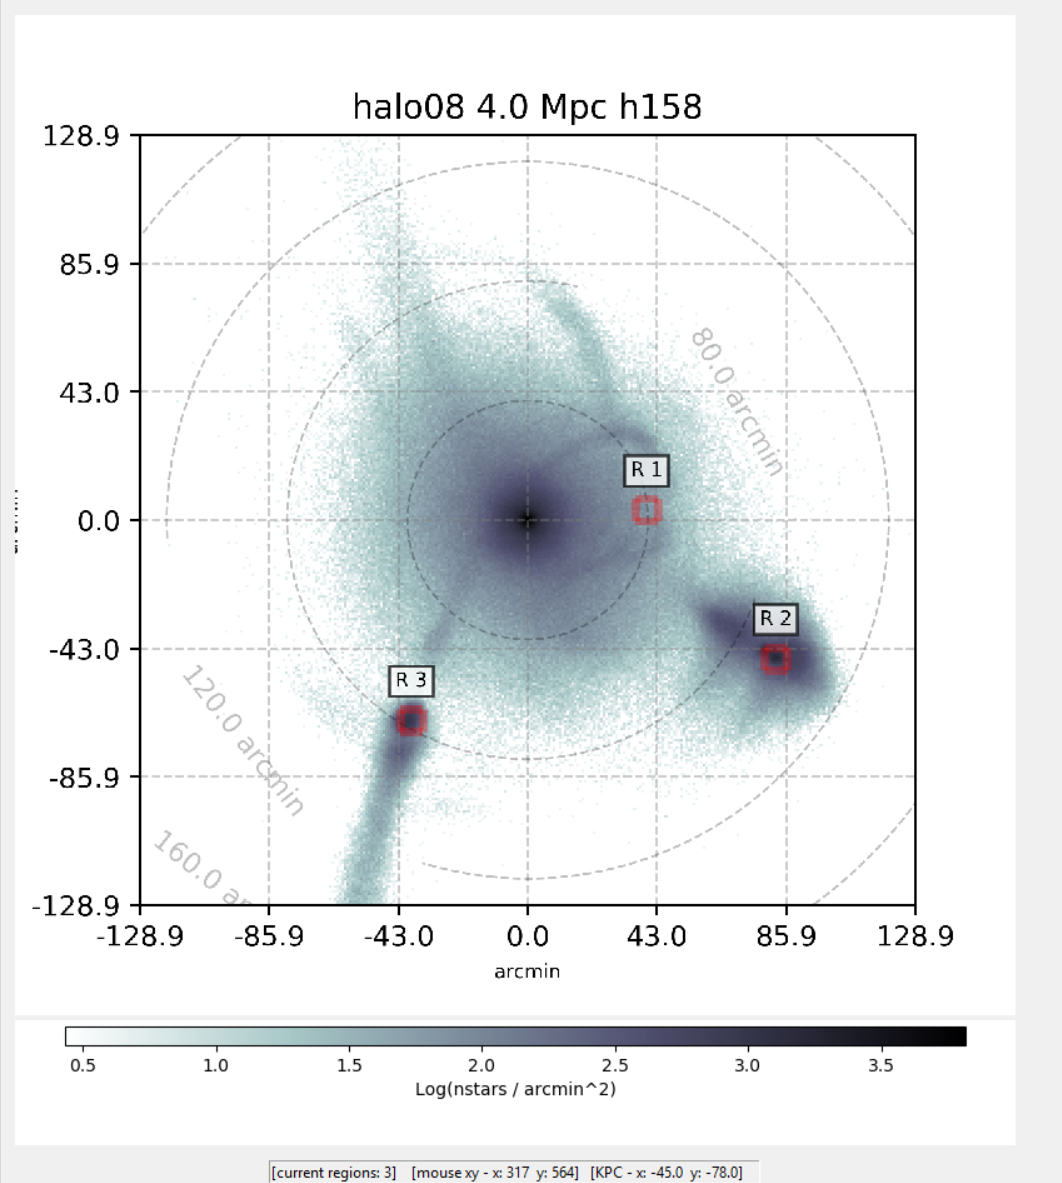 halo08 4.0 Mpc h158
128.9
85.9
43.0
0.0
-43.0
-85.9
-128.9
80.0 arcmin
R 1
R 2
R 3
120.0 arcmin
160.0 ar
-128.9 -85.9 -43.0 0.0 43.0 85.9 128.9
arcmin
0.5 1.0 1.5 2.0 2.5 3.0 3.5
Log(nstars / arcmin^2)
[current regions: 3] [mouse xy - x: 317 y: 564] [KPC - x: -45.0 y: -78.0]